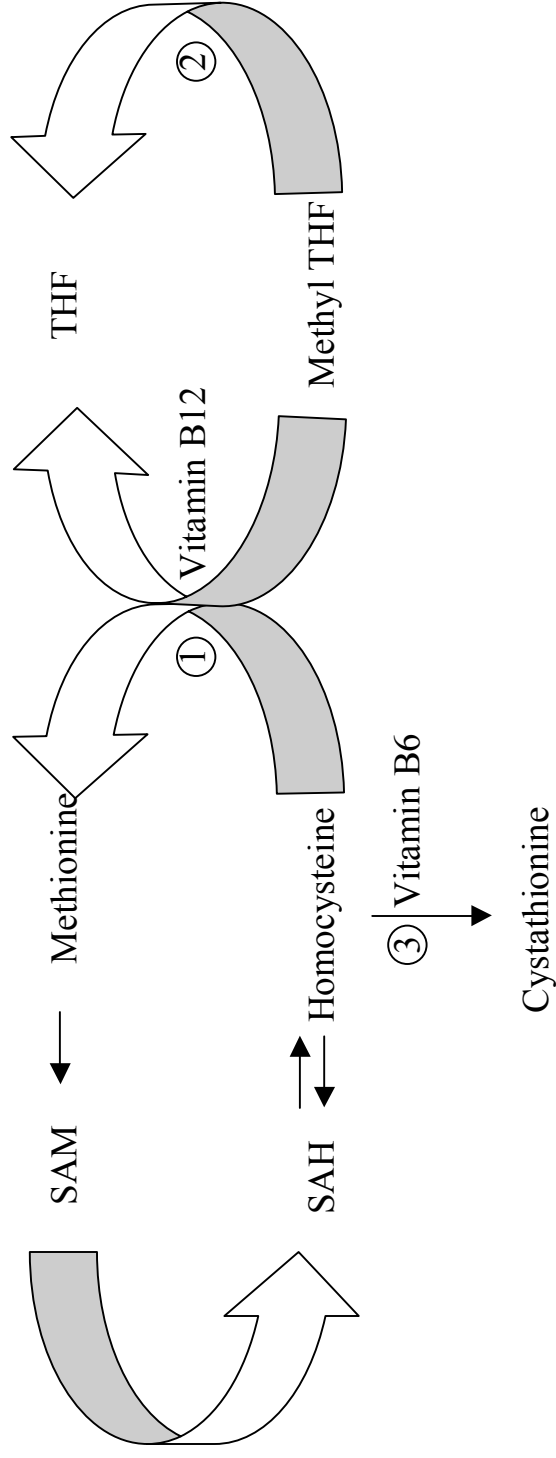 SAM
Methionine
THF
Vitamin B12
1
2
SAH
Homocysteine
Methyl THF
3
Vitamin B6
Cystathionine